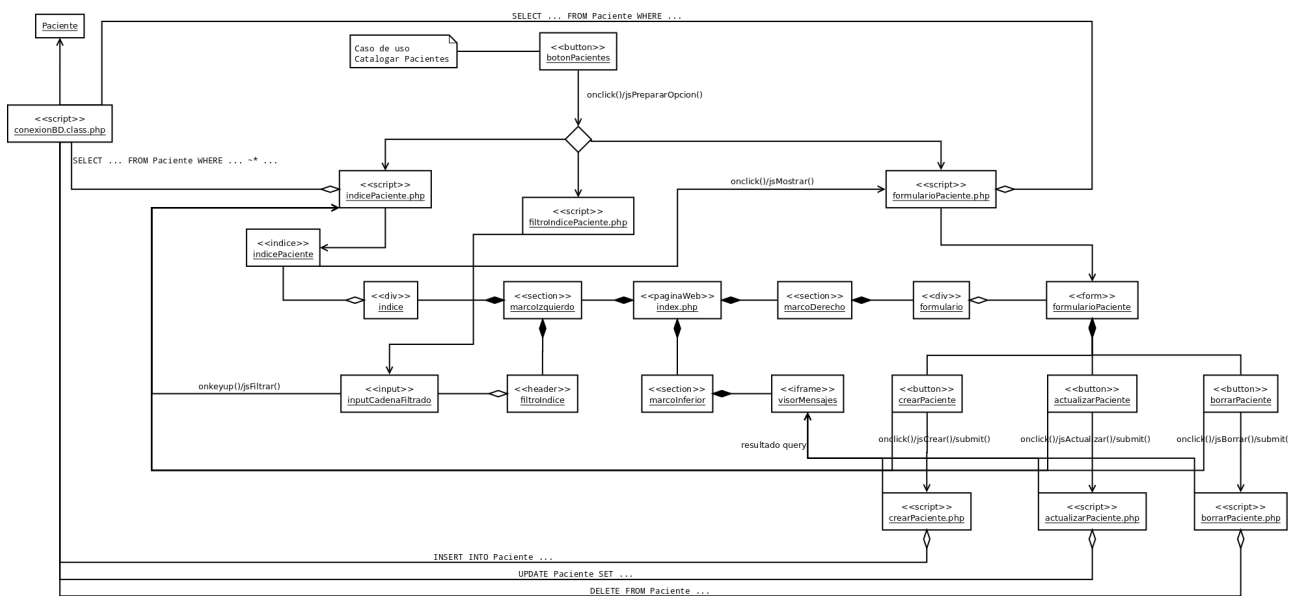 SELECT ... FROM Paciente WHERE ...
Paciente
Caso de uso
Catalogar Pacientes
<<button>>
botonPacientes
onclick()/jsPrepararOpcion()
<<script>>
conexionBD.class.php
SELECT ... FROM Paciente WHERE ... ~* ...
<<script>>
indicePaciente.php
onclick()/jsMostrar()
<<script>>
formularioPaciente.php
<<script>>
filtroIndicePaciente.php
<<indice>>
indicePaciente
<<div>>
indice
<<section>>
marcoIzquierdo
<<paginaWeb>>
index.php
<<section>>
marcoDerecho
<<div>>
formulario
<<form>>
formularioPaciente
onkeyup()/jsFiltrar()
<<input>>
inputCadenaFiltrado
<<header>>
filtroIndice
<<section>>
marcoInferior
<<iframe>>
visorMensajes
<<button>>
crearPaciente
<<button>>
actualizarPaciente
<<button>>
borrarPaciente
resultado query
onclick()/jsCrear()/submit()
onclick()/jsActualizar()/submit()
onclick()/jsBorrar()/submit(
<<script>>
crearPaciente.php
<<script>>
actualizarPaciente.php
<<script>>
borrarPaciente.php
INSERT INTO Paciente ...
UPDATE Paciente SET ...
DELETE FROM Paciente ...